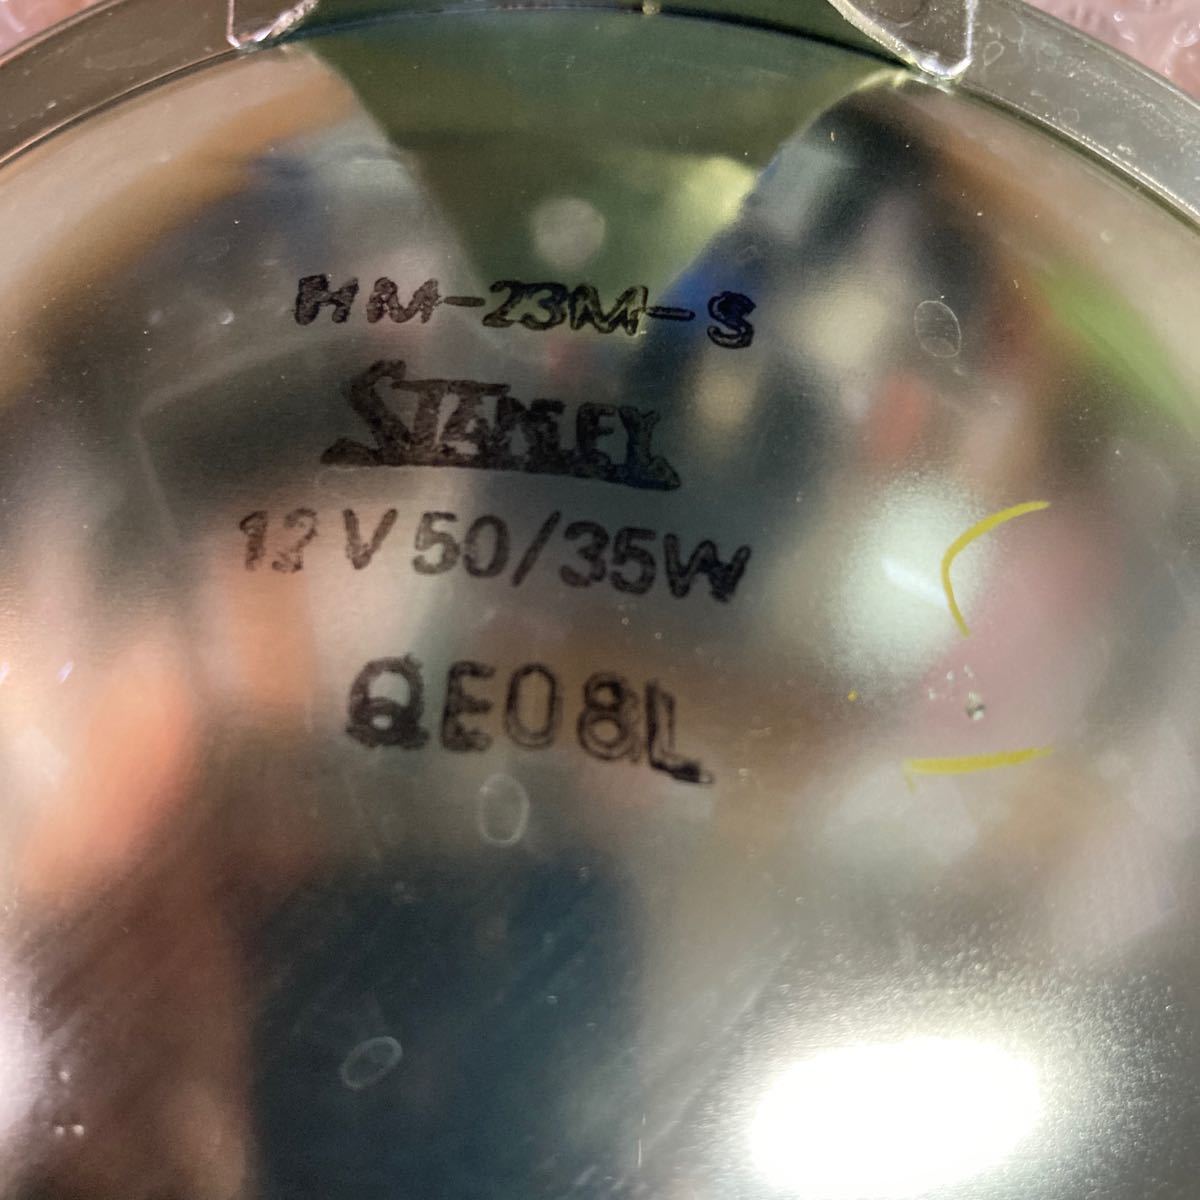 HM-23M-S
STANLEY
12V 50/35W
QE08L